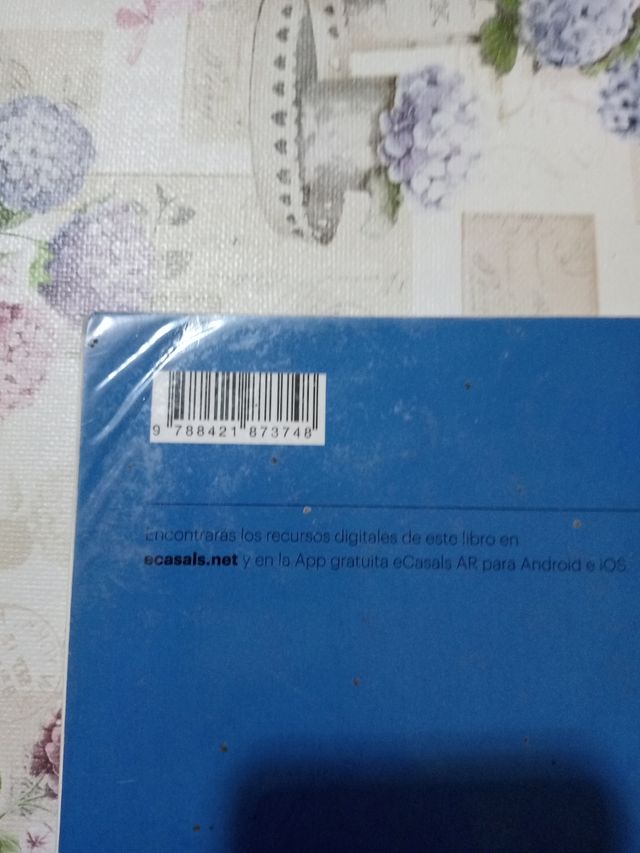 9 788421 873748
Encontrarás los recursos digitales de este libro en
ecasals.net y en la App gratuita eCasals AR para Android e iOS.